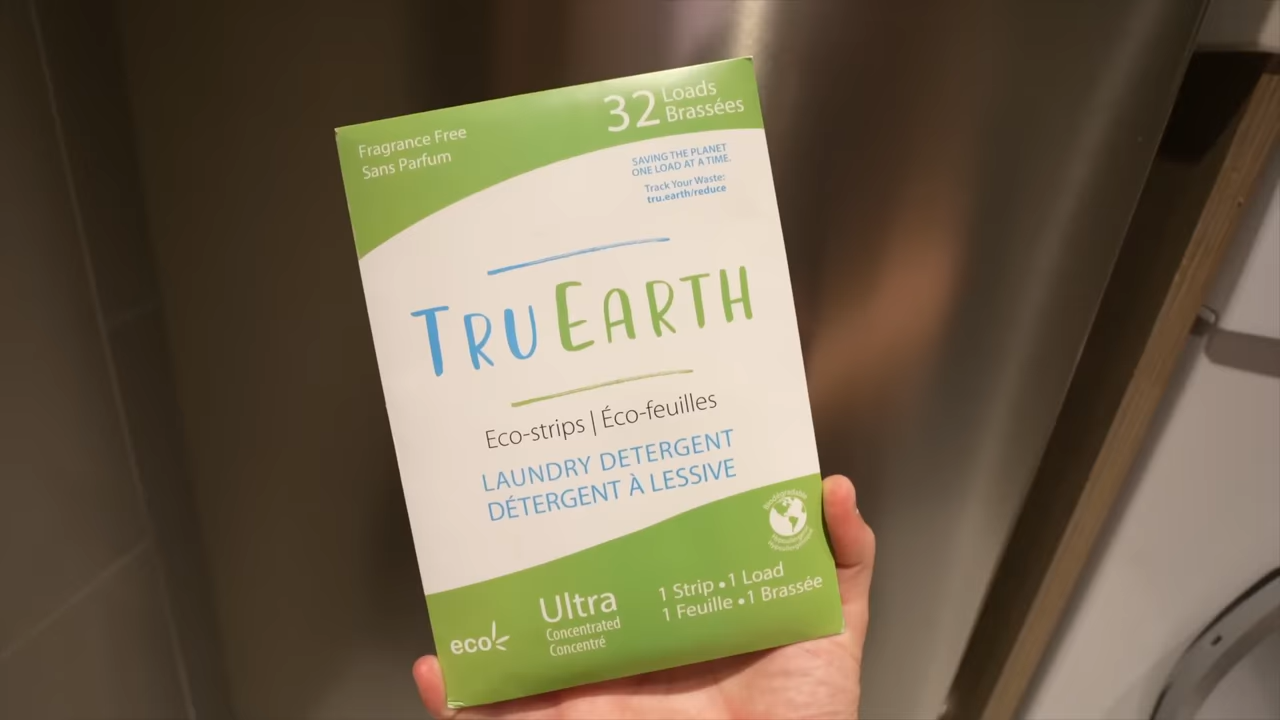 Fragrance Free
Sans Parfum
32 Loads
Brassées
SAVING THE PLANET
ONE LOAD AT A TIME.
Track Your Waste:
tru.earth/reduce
TRUEARTH
Eco-strips | Éco-feuilles
LAUNDRY DETERGENT
DÉTERGENT À LESSIVE
eco
Ultra
Concentrated
Concentré
1 Strip • 1 Load
1 Feuille • 1 Brassée